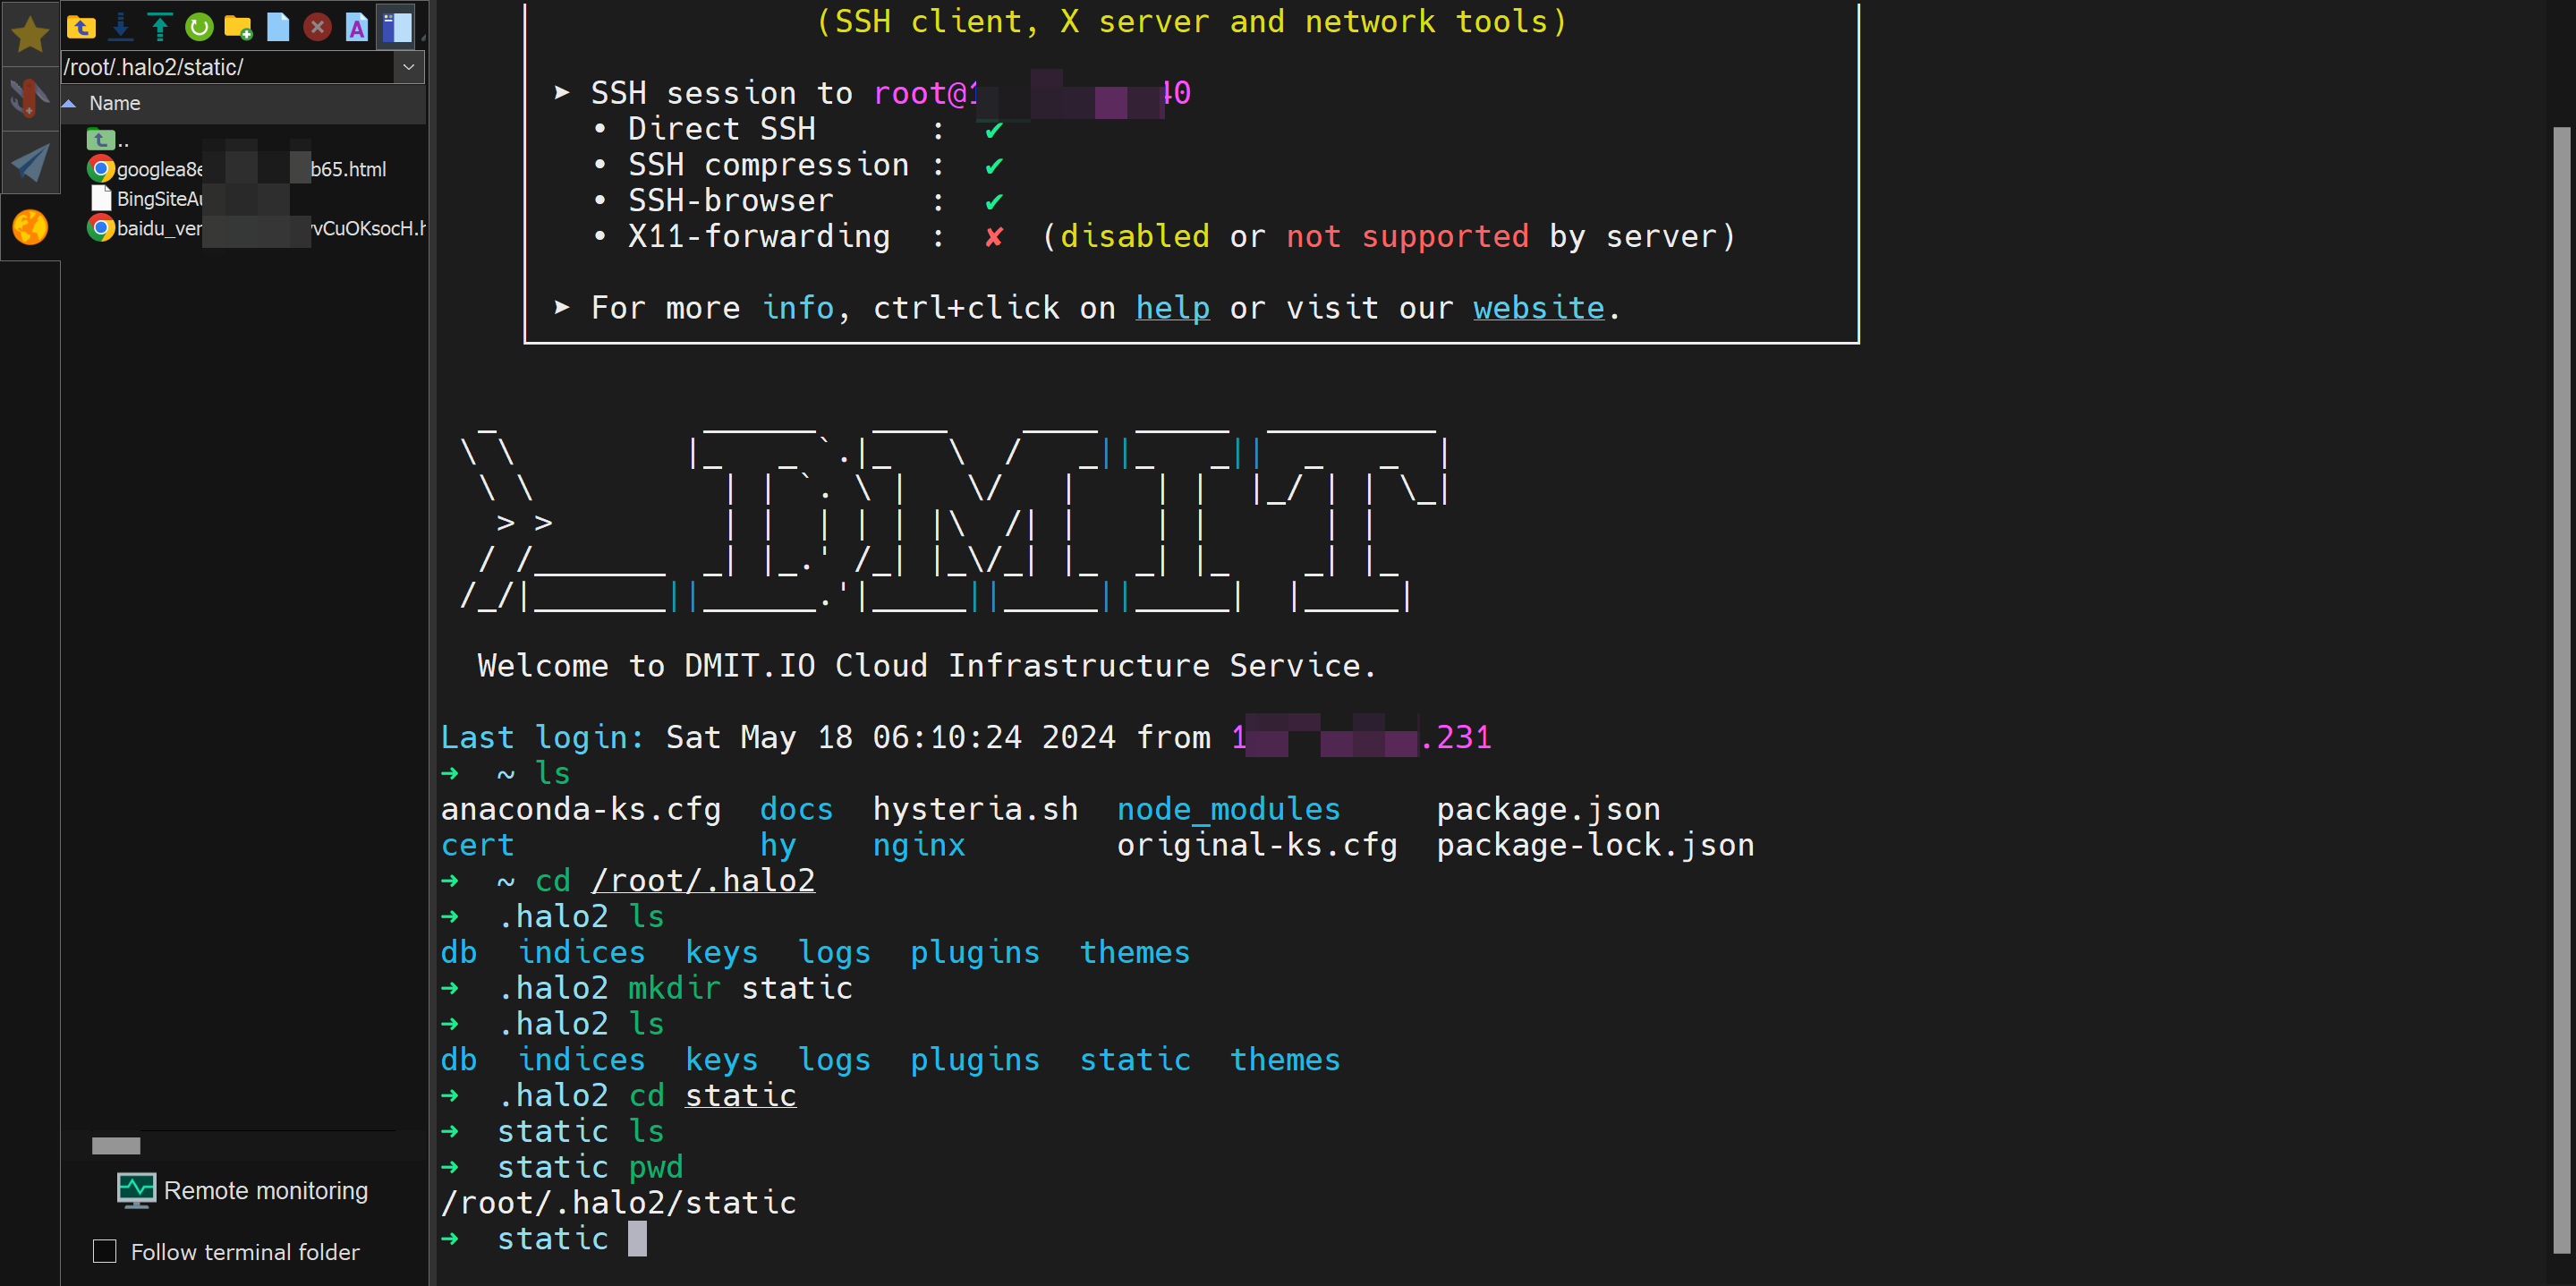 /root/.halo2/static/
Name
..
googlea8 b65.html
BingSiteAu
baidu_ver vCuOKsocH.h
Remote monitoring
Follow terminal folder
(SSH client, X server and network tools)
➤ SSH session to root@1 40
• Direct SSH : ✔
• SSH compression : ✔
• SSH-browser : ✔
• X11-forwarding : ✘ (disabled or not supported by server)
➤ For more info, ctrl+click on help or visit our website.
DMIT
Welcome to DMIT.IO Cloud Infrastructure Service.
Last login: Sat May 18 06:10:24 2024 from 1 .231
➜ ~ ls
anaconda-ks.cfg docs hysteria.sh node_modules package.json
cert hy nginx original-ks.cfg package-lock.json
➜ ~ cd /root/.halo2
➜ .halo2 ls
db indices keys logs plugins themes
➜ .halo2 mkdir static
➜ .halo2 ls
db indices keys logs plugins static themes
➜ .halo2 cd static
➜ static ls
➜ static pwd
/root/.halo2/static
➜ static